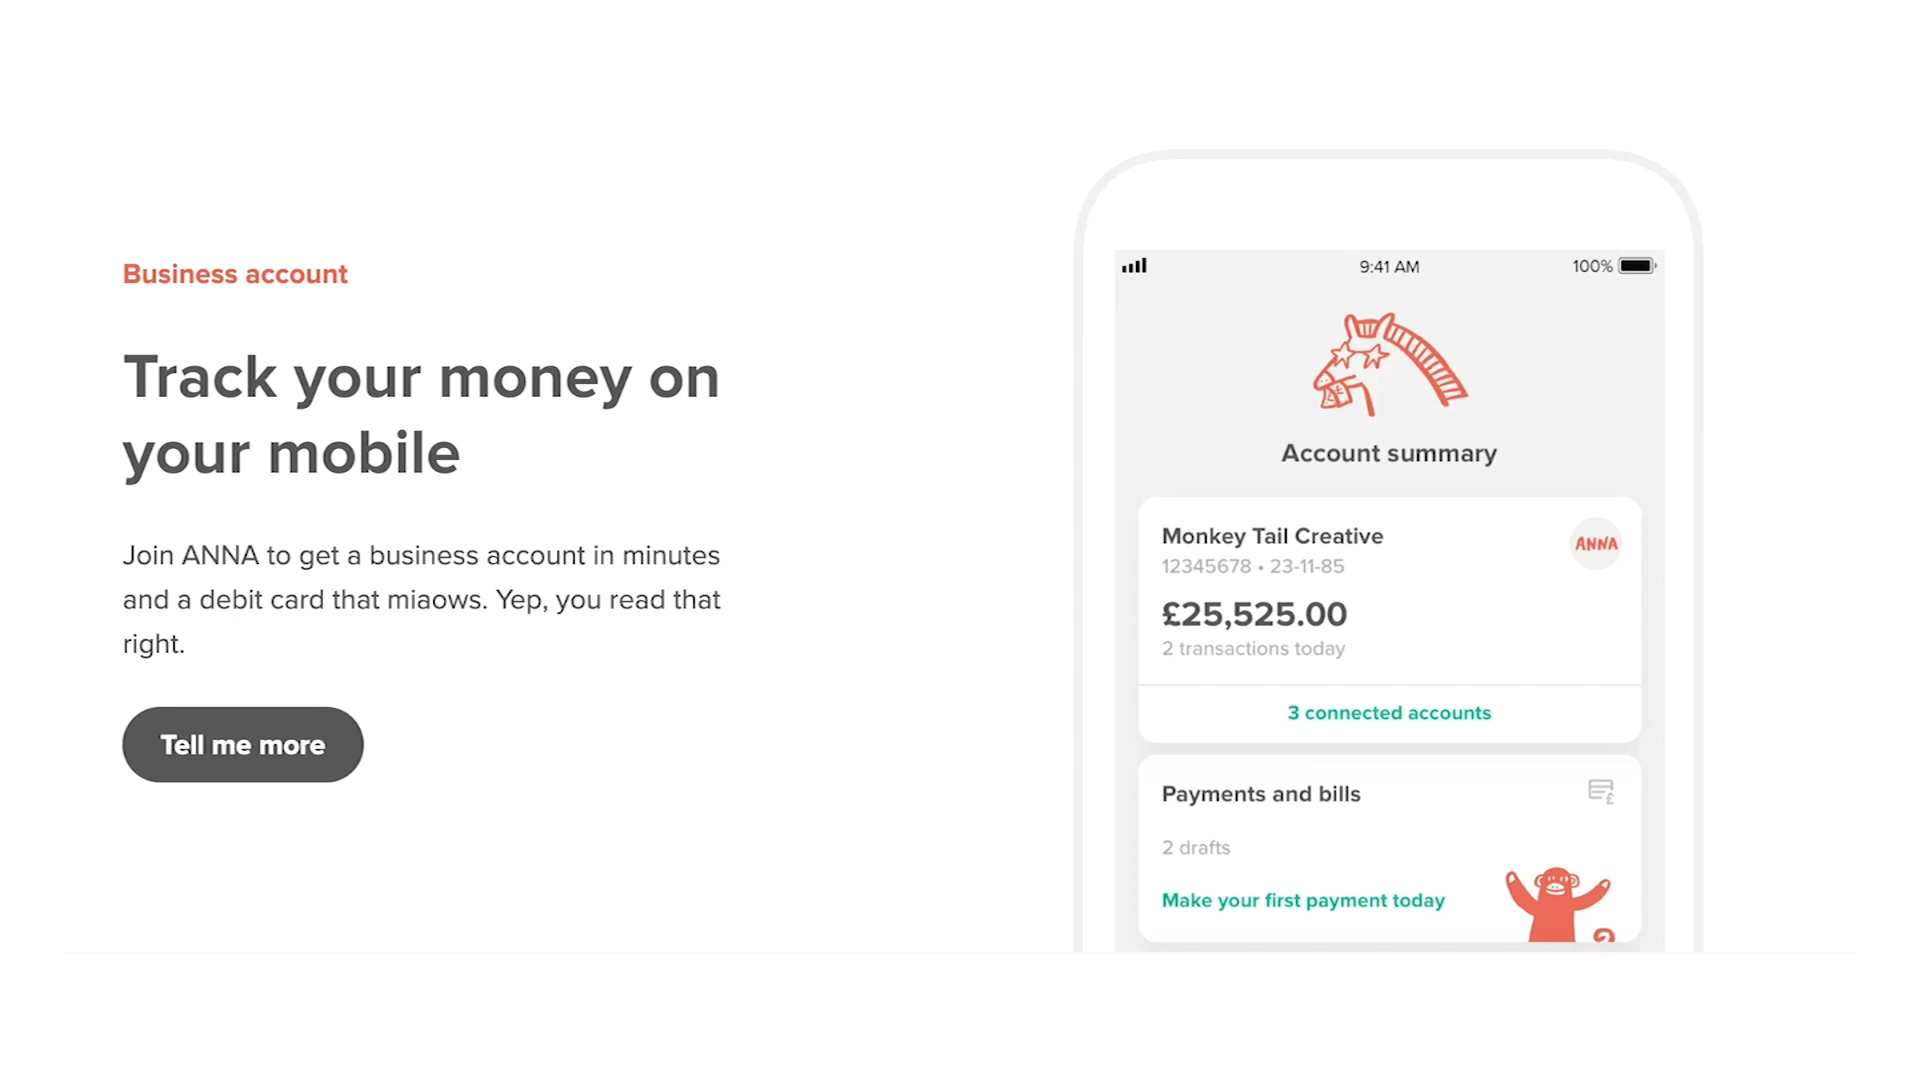 Business account
Track your money on
your mobile
Join ANNA to get a business account in minutes
and a debit card that miaows. Yep, you read that
right.
Tell me more
9:41 AM
100%
Account summary
Monkey Tail Creative
ANNA
12345678 • 23-11-85
£25,525.00
2 transactions today
3 connected accounts
Payments and bills
£
2 drafts
Make your first payment today